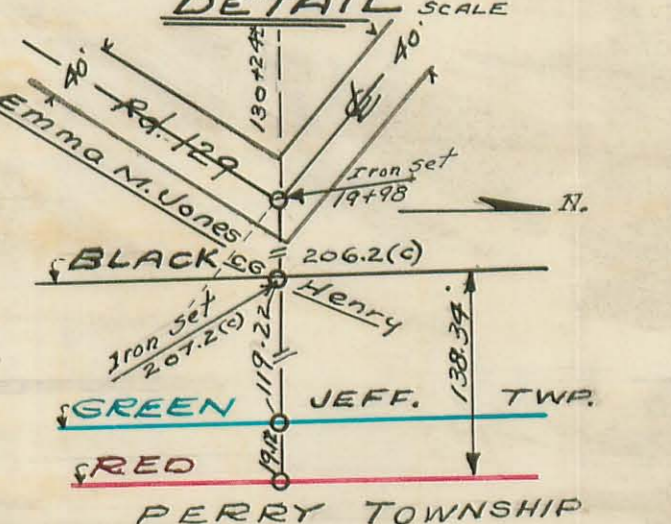 DETAIL SCALE
130+24
40'
40'
Rd. 129
℄
Emma M. Jones
Iron set
19+98
N.
BLACK
206.2(c)
Henry
Iron set
207.2(c)
119.22
138.34'
GREEN
JEFF. TWP.
19.12
RED
PERRY TOWNSHIP